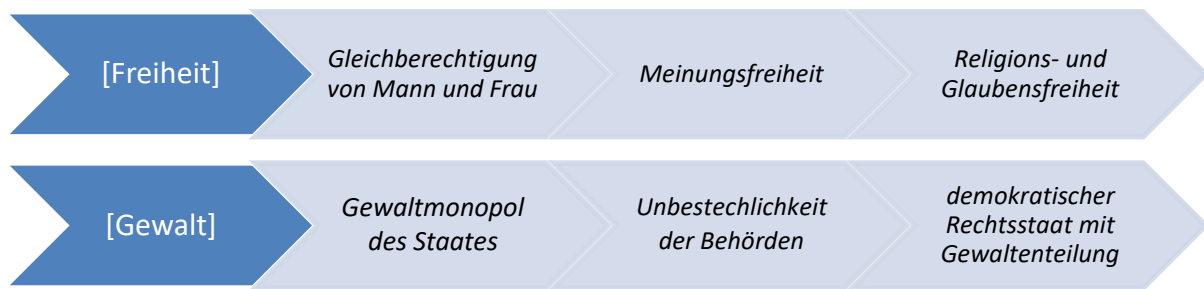 [Freiheit]
Gleichberechtigung
von Mann und Frau
Meinungsfreiheit
Religions- und
Glaubensfreiheit
[Gewalt]
Gewaltmonopol
des Staates
Unbestechlichkeit
der Behörden
demokratischer
Rechtsstaat mit
Gewaltenteilung